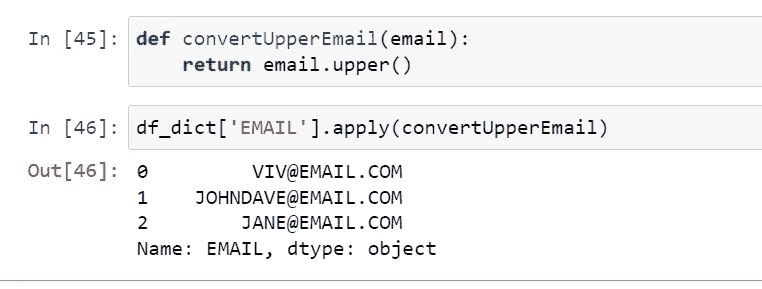 In [45]: def convertUpperEmail(email):
    return email.upper()
In [46]: df_dict['EMAIL'].apply(convertUpperEmail)
Out[46]: 0         VIV@EMAIL.COM
1    JOHNDAVE@EMAIL.COM
2        JANE@EMAIL.COM
Name: EMAIL, dtype: object